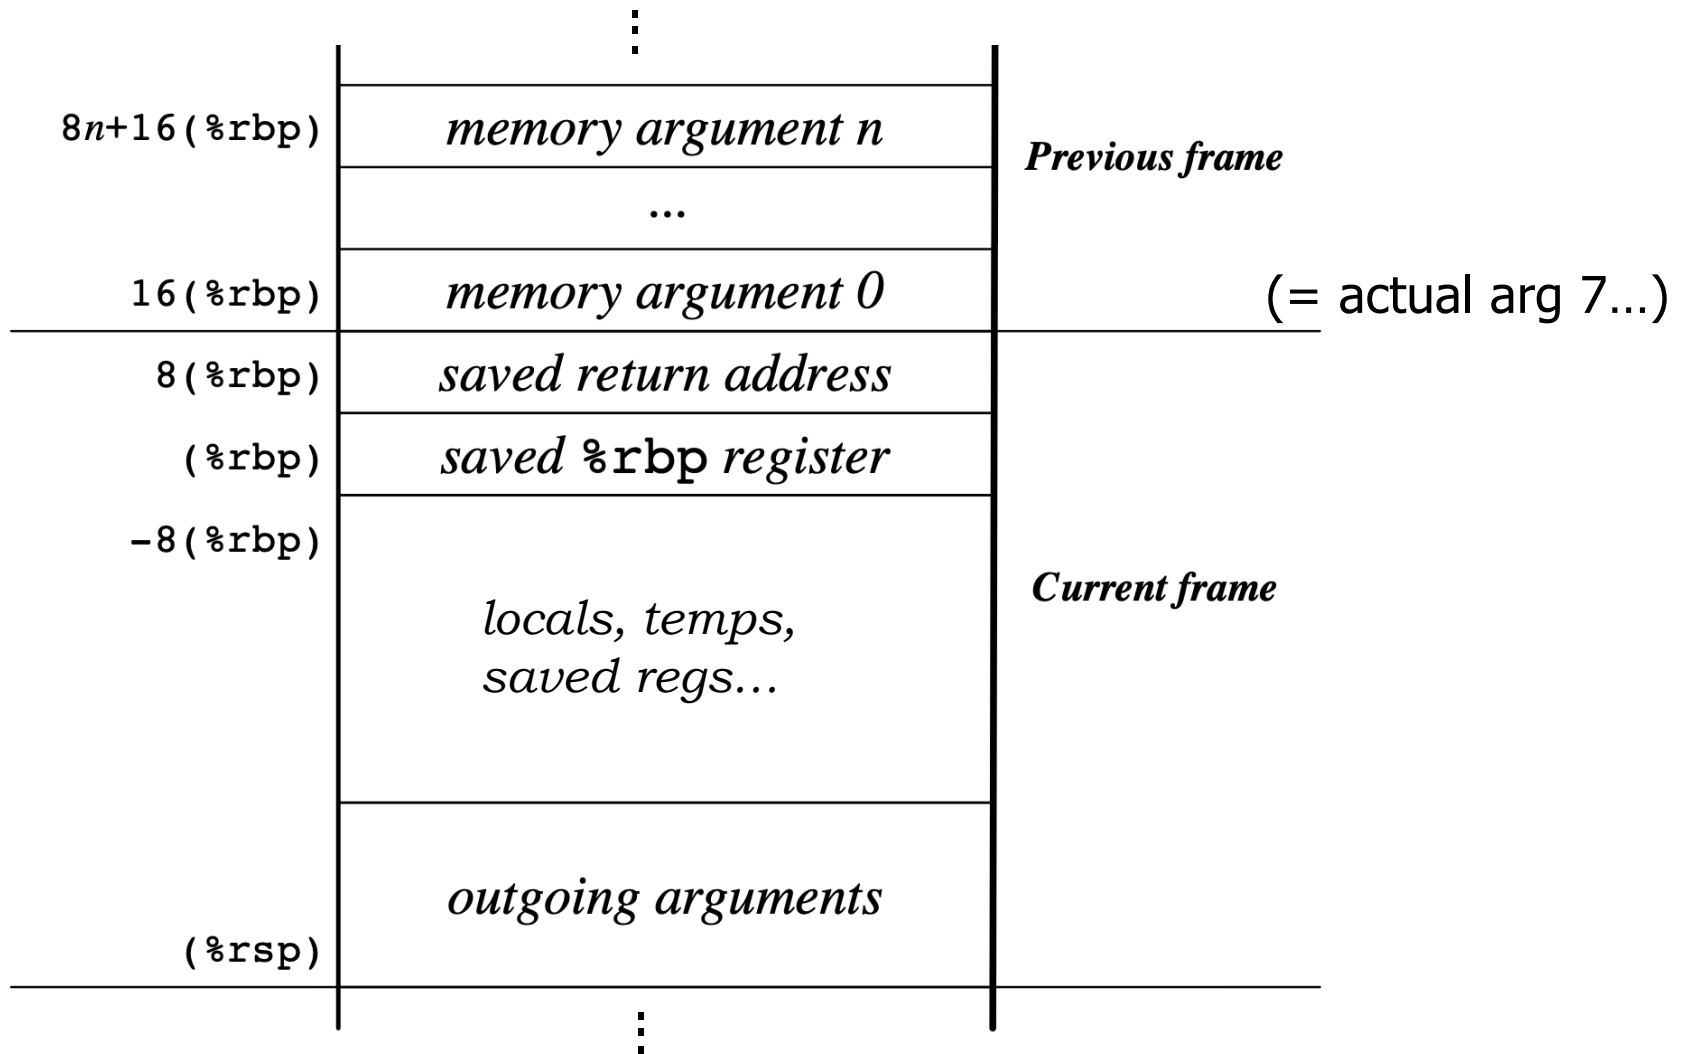 8n+16(%rbp) memory argument n
Previous frame
...
16(%rbp) memory argument 0 (= actual arg 7...)
8(%rbp) saved return address
(%rbp) saved %rbp register
-8(%rbp)
Current frame
locals, temps,
saved regs...
outgoing arguments
(%rsp)